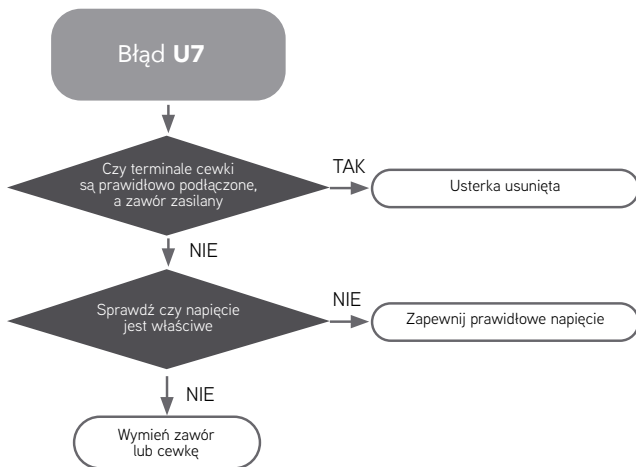 Błąd U7
Czy terminale cewki
są prawidłowo podłączone,
a zawór zasilany
TAK
Usterka usunięta
NIE
Sprawdź czy napięcie
jest właściwe
NIE
Zapewnij prawidłowe napięcie
NIE
Wymień zawór
lub cewkę